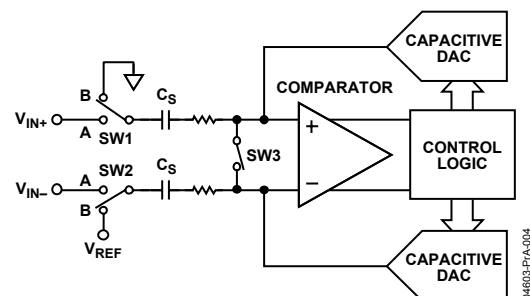 CAPACITIVE
DAC
B
COMPARATOR
C_S
V_IN+
A
SW1
+
SW3
CONTROL
LOGIC
SW2
C_S
V_IN–
A
–
B
V_REF
CAPACITIVE
DAC
04603-PrA-004